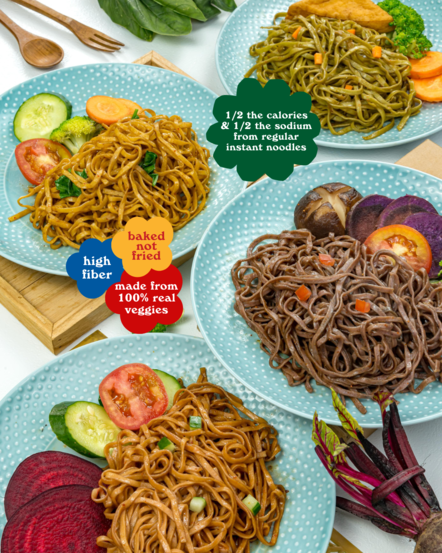 1/2 the calories
& 1/2 the sodium
from regular
instant noodles
baked
not
fried
high
fiber
made from
100% real
veggies